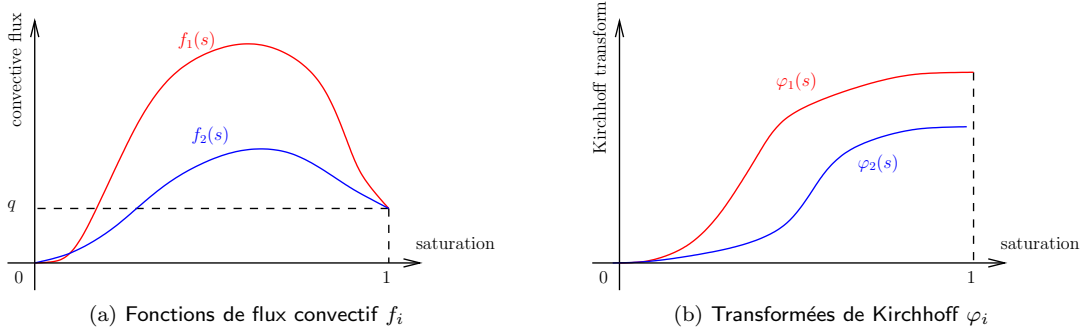 convective flux
f₁(s)
f₂(s)
q
saturation
0
1
(a) Fonctions de flux convectif fᵢ
Kirchhoff transform
φ₁(s)
φ₂(s)
saturation
0
1
(b) Transformées de Kirchhoff φᵢ